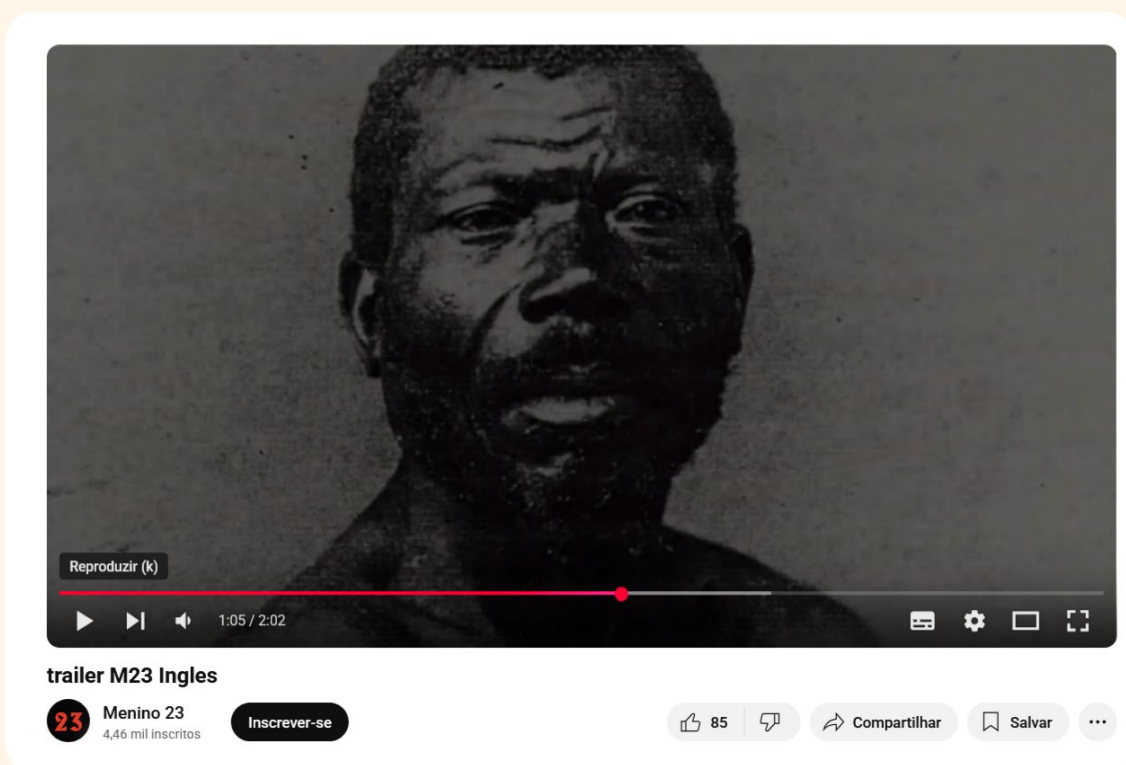 Reproduzir (k)
1:05 / 2:02
trailer M23 Ingles
23
Menino 23
4,46 mil inscritos
Inscrever-se
85
Compartilhar
Salvar